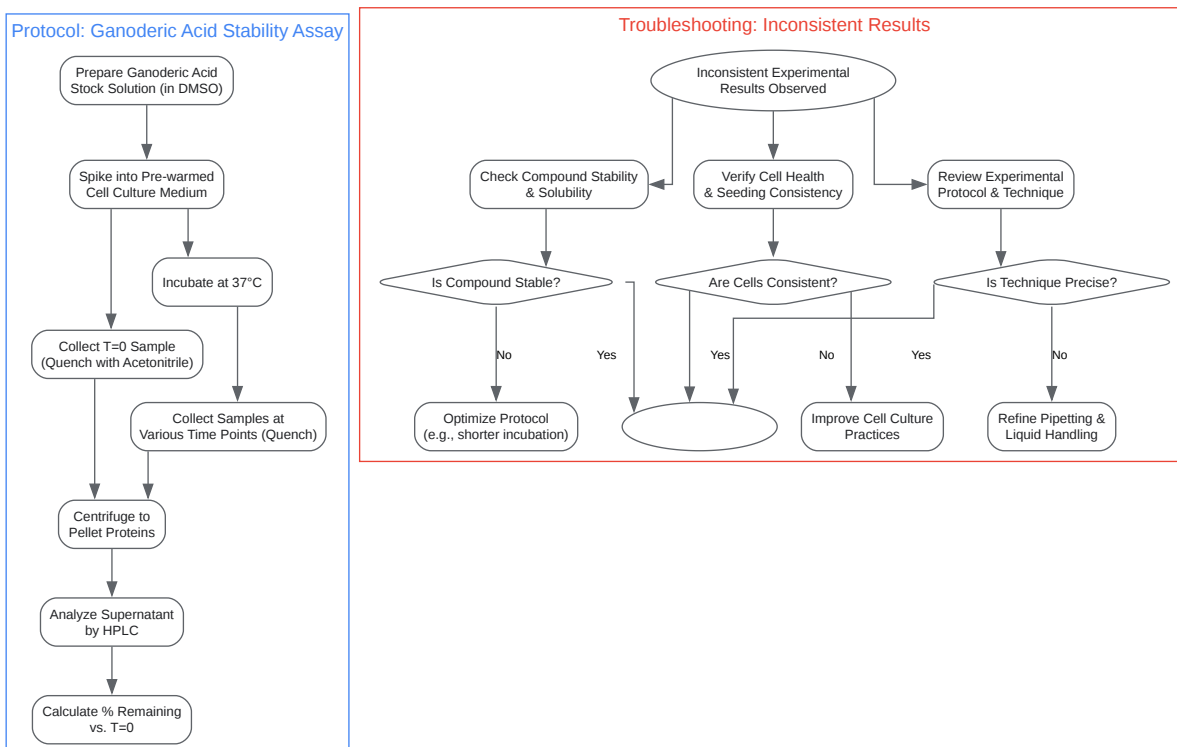 Protocol: Ganoderic Acid Stability Assay
Prepare Ganoderic Acid
Stock Solution (in DMSO)
Spike into Pre-warmed
Cell Culture Medium
Incubate at 37°C
Collect T=0 Sample
(Quench with Acetonitrile)
Collect Samples at
Various Time Points (Quench)
Centrifuge to
Pellet Proteins
Analyze Supernatant
by HPLC
Calculate % Remaining
vs. T=0
Troubleshooting: Inconsistent Results
Inconsistent Experimental
Results Observed
Check Compound Stability
& Solubility
Verify Cell Health
& Seeding Consistency
Review Experimental
Protocol & Technique
Is Compound Stable?
Are Cells Consistent?
Is Technique Precise?
No
Yes
Yes
No
Yes
No
Optimize Protocol
(e.g., shorter incubation)
Improve Cell Culture
Practices
Refine Pipetting &
Liquid Handling